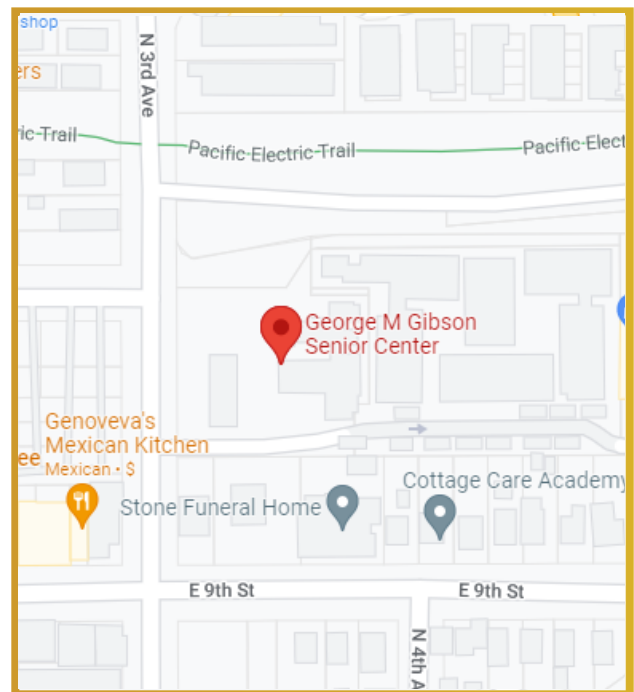 shop
ers
N 3rd Ave
ic Trail
Pacific Electric Trail
Pacific Elect
George M Gibson
Senior Center
Genoveva's
Mexican Kitchen
Mexican • $
ee
Stone Funeral Home
Cottage Care Academy
E 9th St
E 9th St
N 4th A